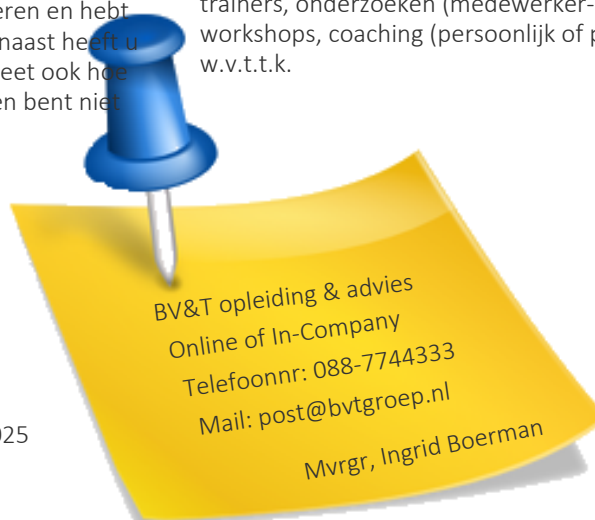 eren en hebt
naast heeft u
eet ook hoe
en bent niet
trainers, onderzoeken (medewerker-
workshops, coaching (persoonlijk of p
w.v.t.t.k.
BV&T opleiding & advies
Online of In-Company
Telefoonnr: 088-7744333
Mail: post@bvtgroep.nl
Mvrgr, Ingrid Boerman
025